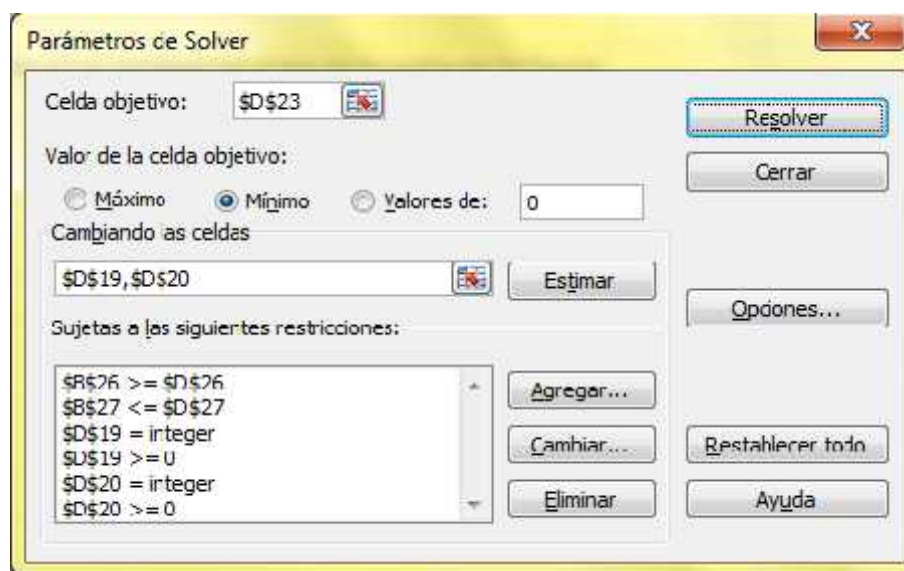 Parámetros de Solver
Celda objetivo: $D$23
Resolver
Valor de la celda objetivo:
Cerrar
Máximo Mínimo Valores de: 0
Cambiando las celdas
$D$19,$D$20
Estimar
Opciones...
Sujetas a las siguientes restricciones:
$B$26 >= $D$26
$B$27 <= $D$27
$D$19 = integer
$D$19 >= 0
$D$20 = integer
$D$20 >= 0
Agregar...
Cambiar...
Eliminar
Restablecer todo
Ayuda